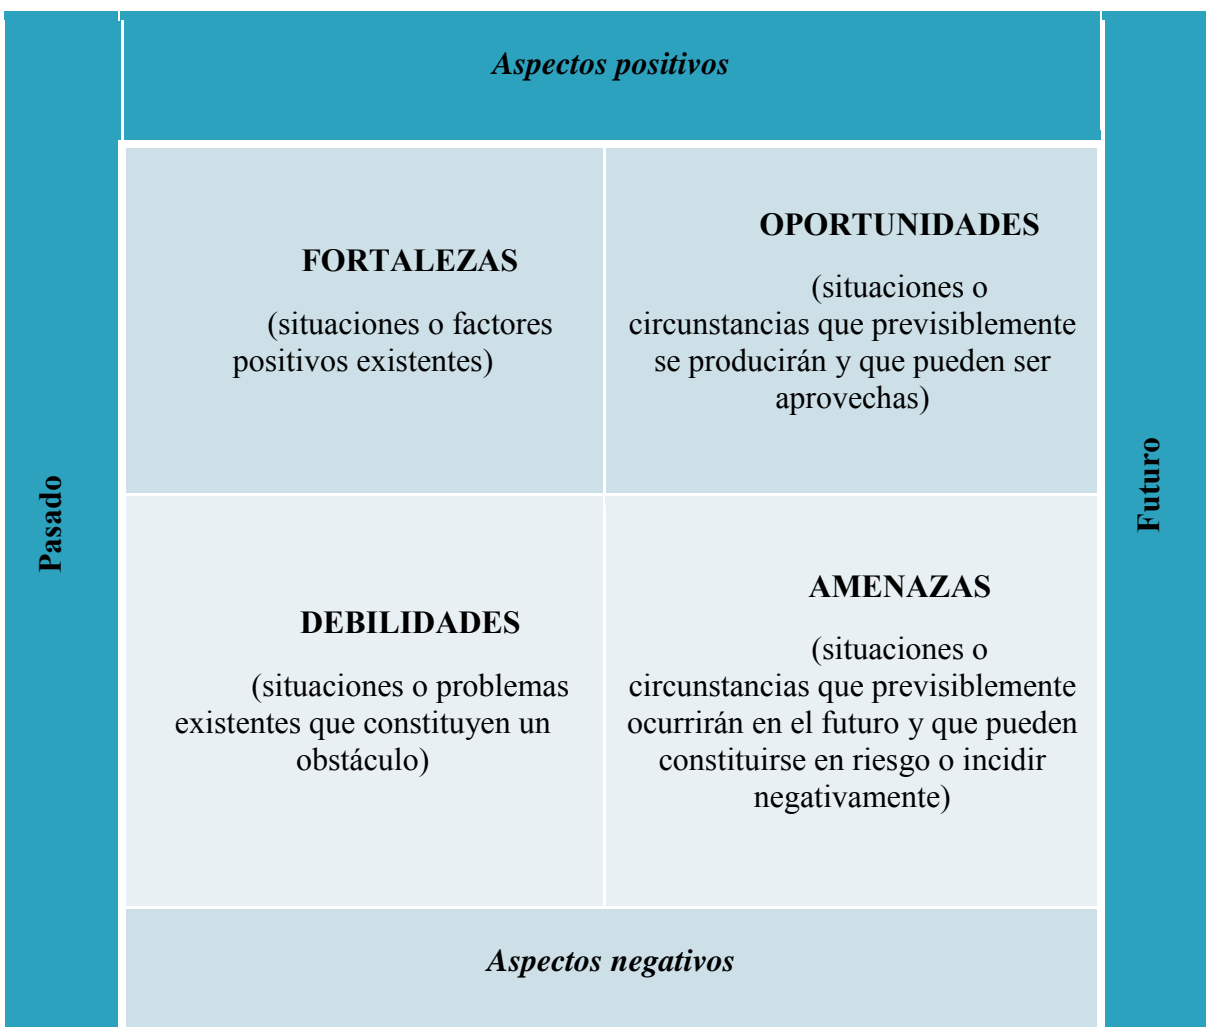 Aspectos positivos
Pasado
FORTALEZAS
(situaciones o factores
positivos existentes)
OPORTUNIDADES
(situaciones o
circunstancias que previsiblemente
se producirán y que pueden ser
aprovechas)
Futuro
DEBILIDADES
(situaciones o problemas
existentes que constituyen un
obstáculo)
AMENAZAS
(situaciones o
circunstancias que previsiblemente
ocurrirán en el futuro y que pueden
constituirse en riesgo o incidir
negativamente)
Aspectos negativos